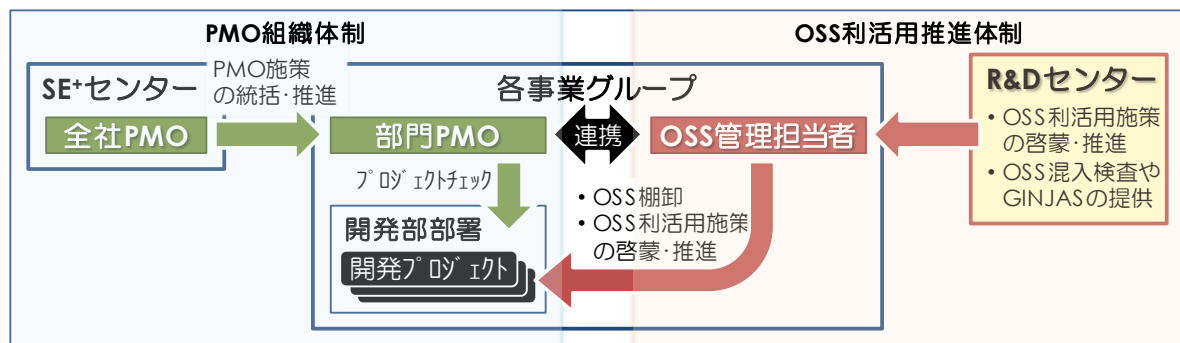 PMO組織体制
OSS利活用推進体制
SE⁺センター
PMO施策
の統括･推進
各事業グループ
R&Dセンター
全社PMO
部門PMO
連携
OSS管理担当者
• OSS利活用施策
の啓蒙･推進
• OSS混入検査や
GINJASの提供
ﾌﾟﾛｼﾞｪｸﾄﾁｪｯｸ
• OSS棚卸
• OSS利活用施策
の啓蒙･推進
開発部部署
開発ﾌﾟﾛｼﾞｪｸﾄ